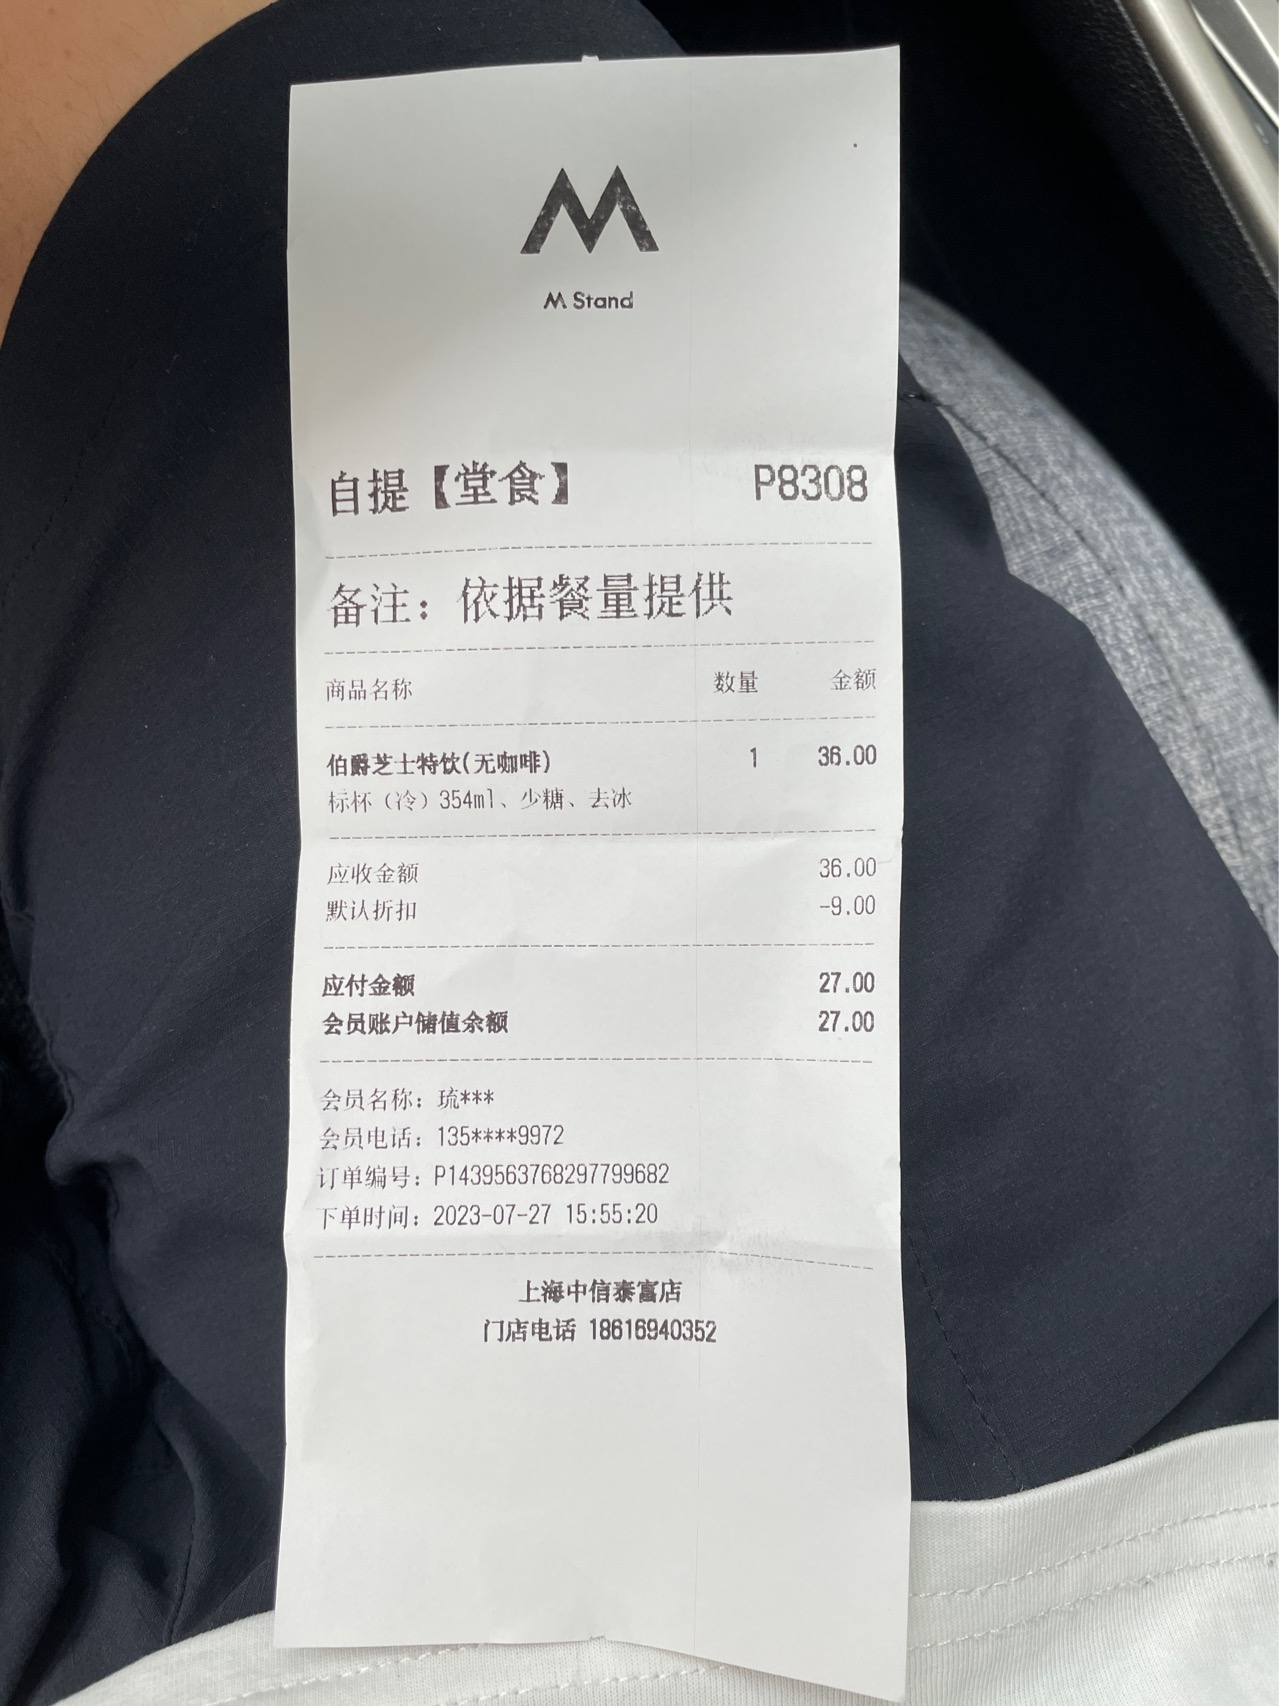 M
M Stand
自提【堂食】 P8308
备注：依据餐量提供
商品名称 数量 金额
伯爵芝士特饮(无咖啡) 1 36.00
标杯（冷）354ml、少糖、去冰
应收金额 36.00
默认折扣 -9.00
应付金额 27.00
会员账户储值余额 27.00
会员名称：琉***
会员电话：135****9972
订单编号：P1439563768297799682
下单时间：2023-07-27 15:55:20
上海中信泰富店
门店电话 18616940352